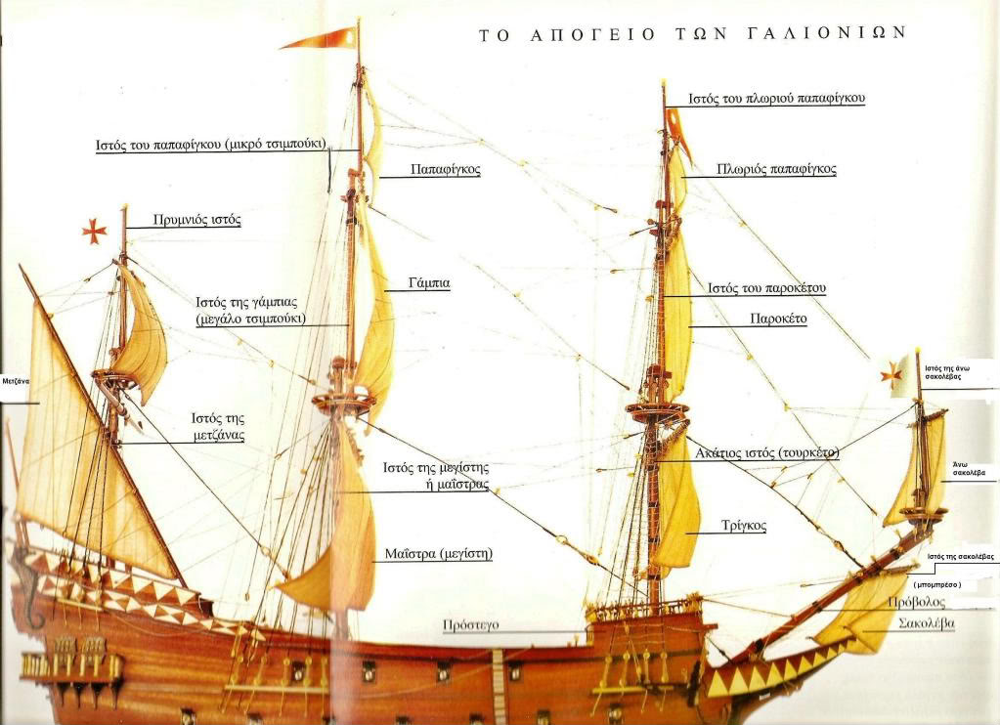 ΤΟ ΑΠΟΓΕΙΟ ΤΩΝ ΓΑΛΙΟΝΙΩΝ
Ιστός του πλωριού παπαφίγκου
Ιστός του παπαφίγκου (μικρό τσιμπούκι)
Παπαφίγκος
Πλωριός παπαφίγκος
Πρυμνιός ιστός
Γάμπια
Ιστός της γάμπιας
(μεγάλο τσιμπούκι)
Ιστός του παροκέτου
Παροκέτο
Μετζάνα
Ιστός της άνω
σακολέβας
Ιστός της
μετζάνας
Ιστός της μεγίστης
ή μαΐστρας
Ακάτιος ιστός (τουρκέτο)
Άνω
σακολέβα
Τρίγκος
Μαΐστρα (μεγίστη)
Ιστός της σακολέβας
( μπομπρέσο )
Πρόβολος
Πρόστεγο
Σακολέβα